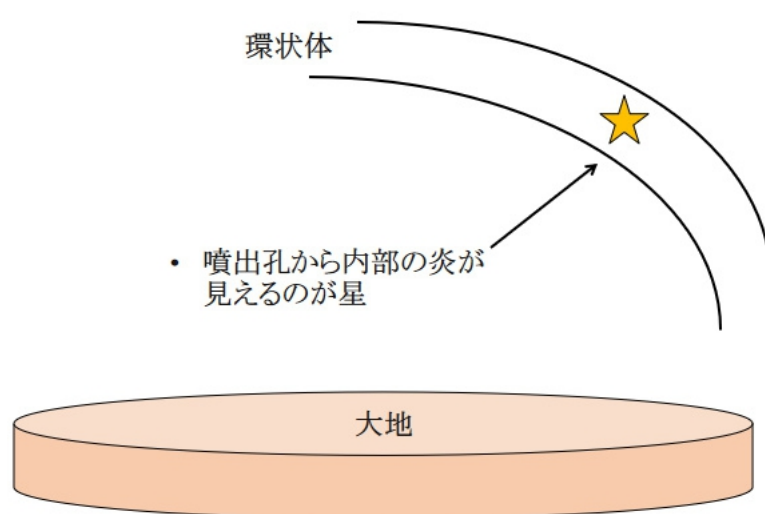 環状体
• 噴出孔から内部の炎が
見えるのが星
大地